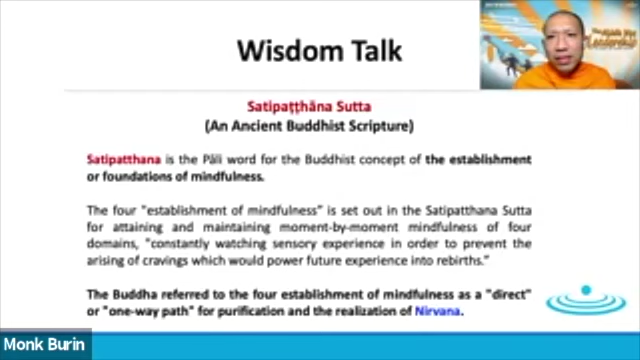 Wisdom Talk
Satipaṭṭhāna Sutta
(An Ancient Buddhist Scripture)
Satipatthana is the Pāli word for the Buddhist concept of the establishment
or foundations of mindfulness.
The four "establishment of mindfulness" is set out in the Satipatthana Sutta
for attaining and maintaining moment-by-moment mindfulness of four
domains, "constantly watching sensory experience in order to prevent the
arising of cravings which would power future experience into rebirths."
The Buddha referred to the four establishment of mindfulness as a "direct"
or "one-way path" for purification and the realization of Nirvana.
Monk Burin